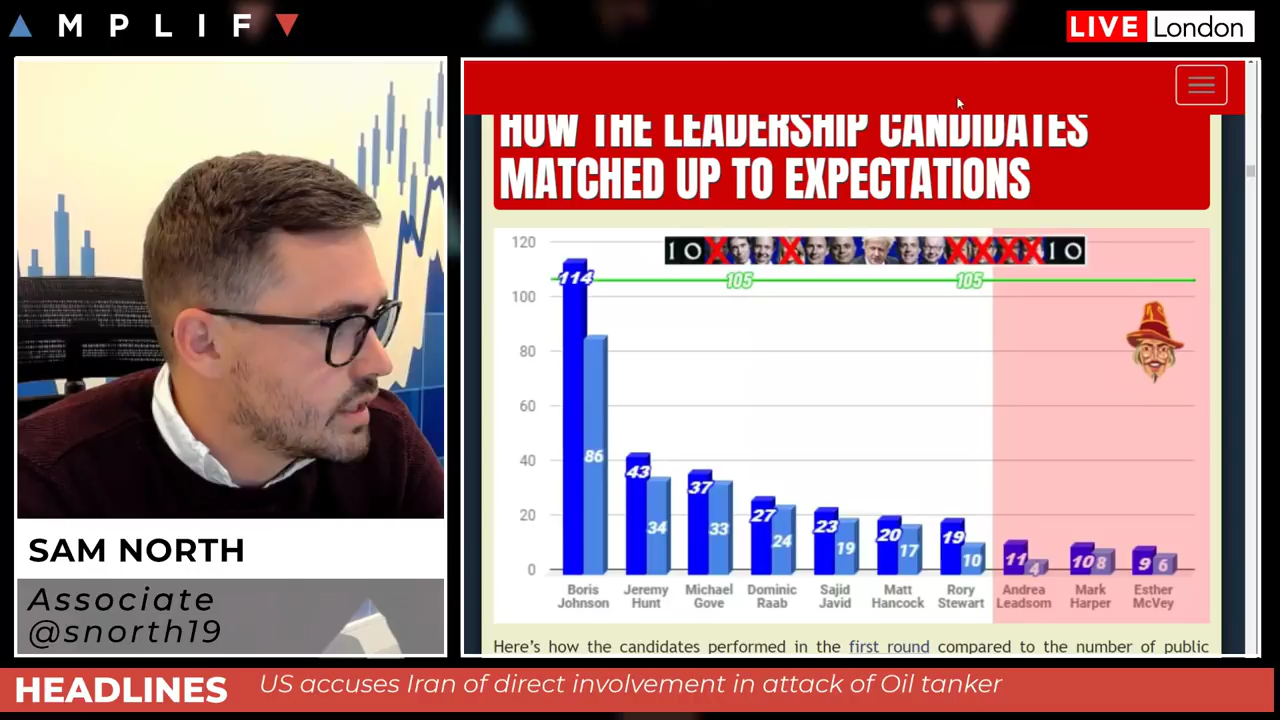 AMPLIFY
LIVE London
HOW THE LEADERSHIP CANDIDATES
MATCHED UP TO EXPECTATIONS
120
100
80
60
40
20
0
10 10
105 105
114 86
43 34
37 33
27 24
23 19
20 17
19 10
11 4
10 8
9 6
Boris Johnson
Jeremy Hunt
Michael Gove
Dominic Raab
Sajid Javid
Matt Hancock
Rory Stewart
Andrea Leadsom
Mark Harper
Esther McVey
Here's how the candidates performed in the first round compared to the number of public
SAM NORTH
Associate
@snorth19
HEADLINES US accuses Iran of direct involvement in attack of Oil tanker